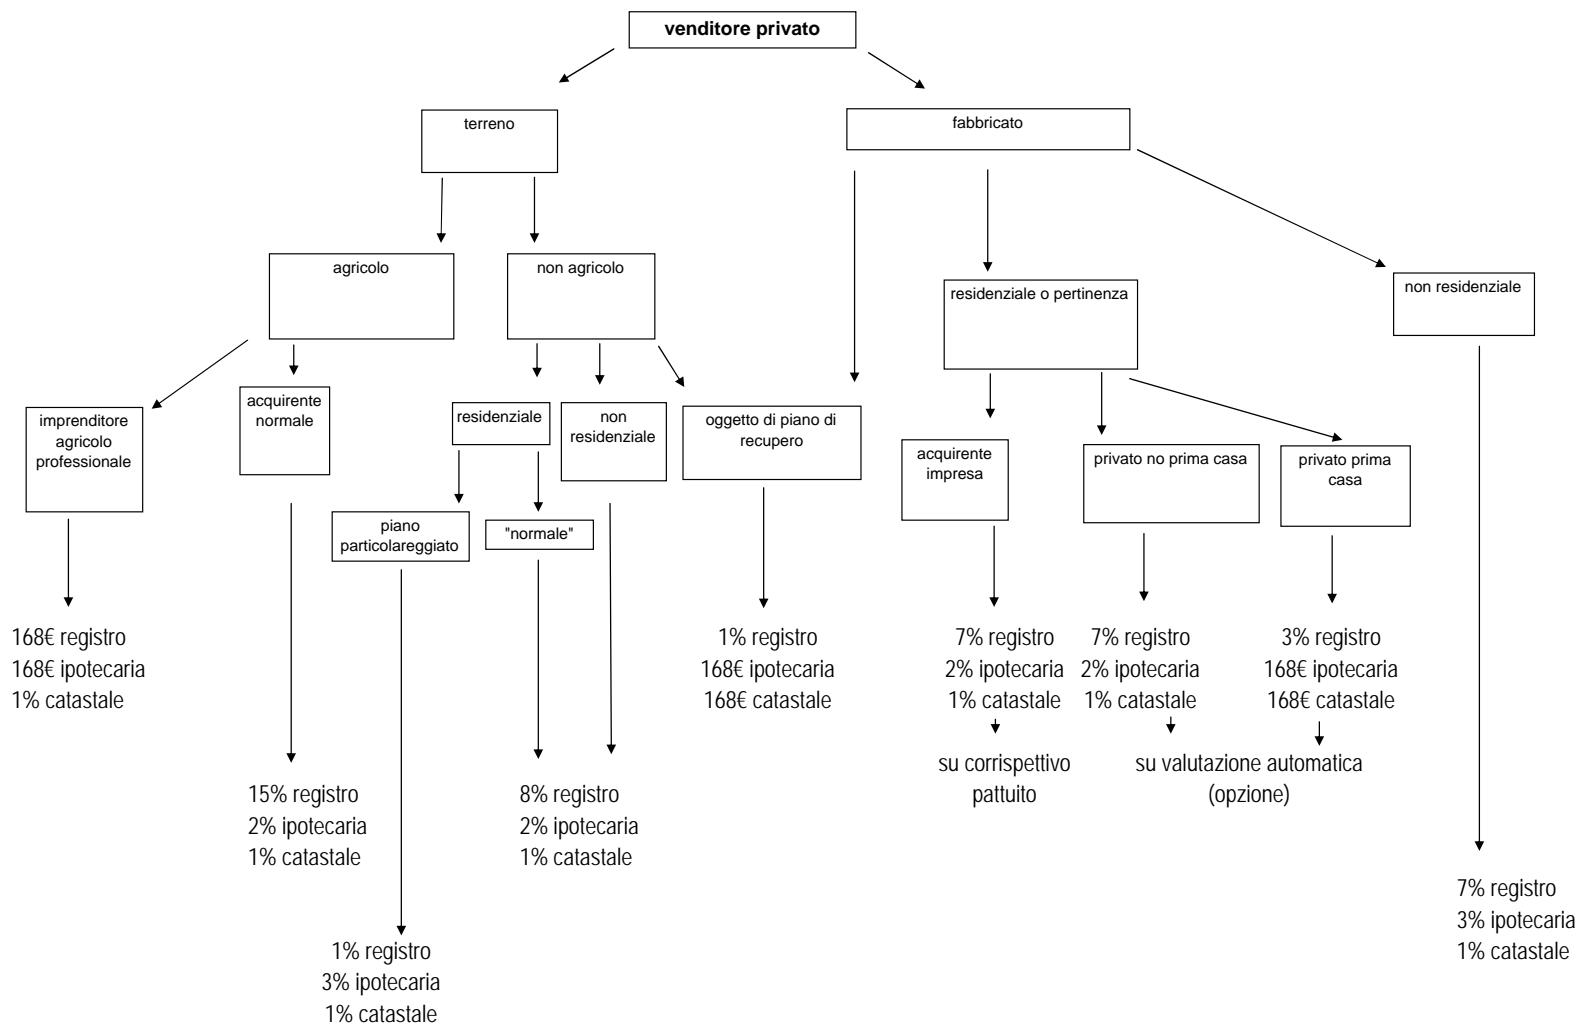 venditore privato
terreno
fabbricato
agricolo
non agricolo
residenziale o pertinenza
non residenziale
imprenditore
agricolo
professionale
acquirente
normale
residenziale
non
residenziale
oggetto di piano di
recupero
acquirente
impresa
privato no prima casa
privato prima
casa
piano
particolareggiato
"normale"
168€ registro
168€ ipotecaria
1% catastale
1% registro
168€ ipotecaria
168€ catastale
7% registro
2% ipotecaria
1% catastale
7% registro
2% ipotecaria
1% catastale
3% registro
168€ ipotecaria
168€ catastale
su corrispettivo
pattuito
su valutazione automatica
(opzione)
15% registro
2% ipotecaria
1% catastale
8% registro
2% ipotecaria
1% catastale
7% registro
3% ipotecaria
1% catastale
1% registro
3% ipotecaria
1% catastale